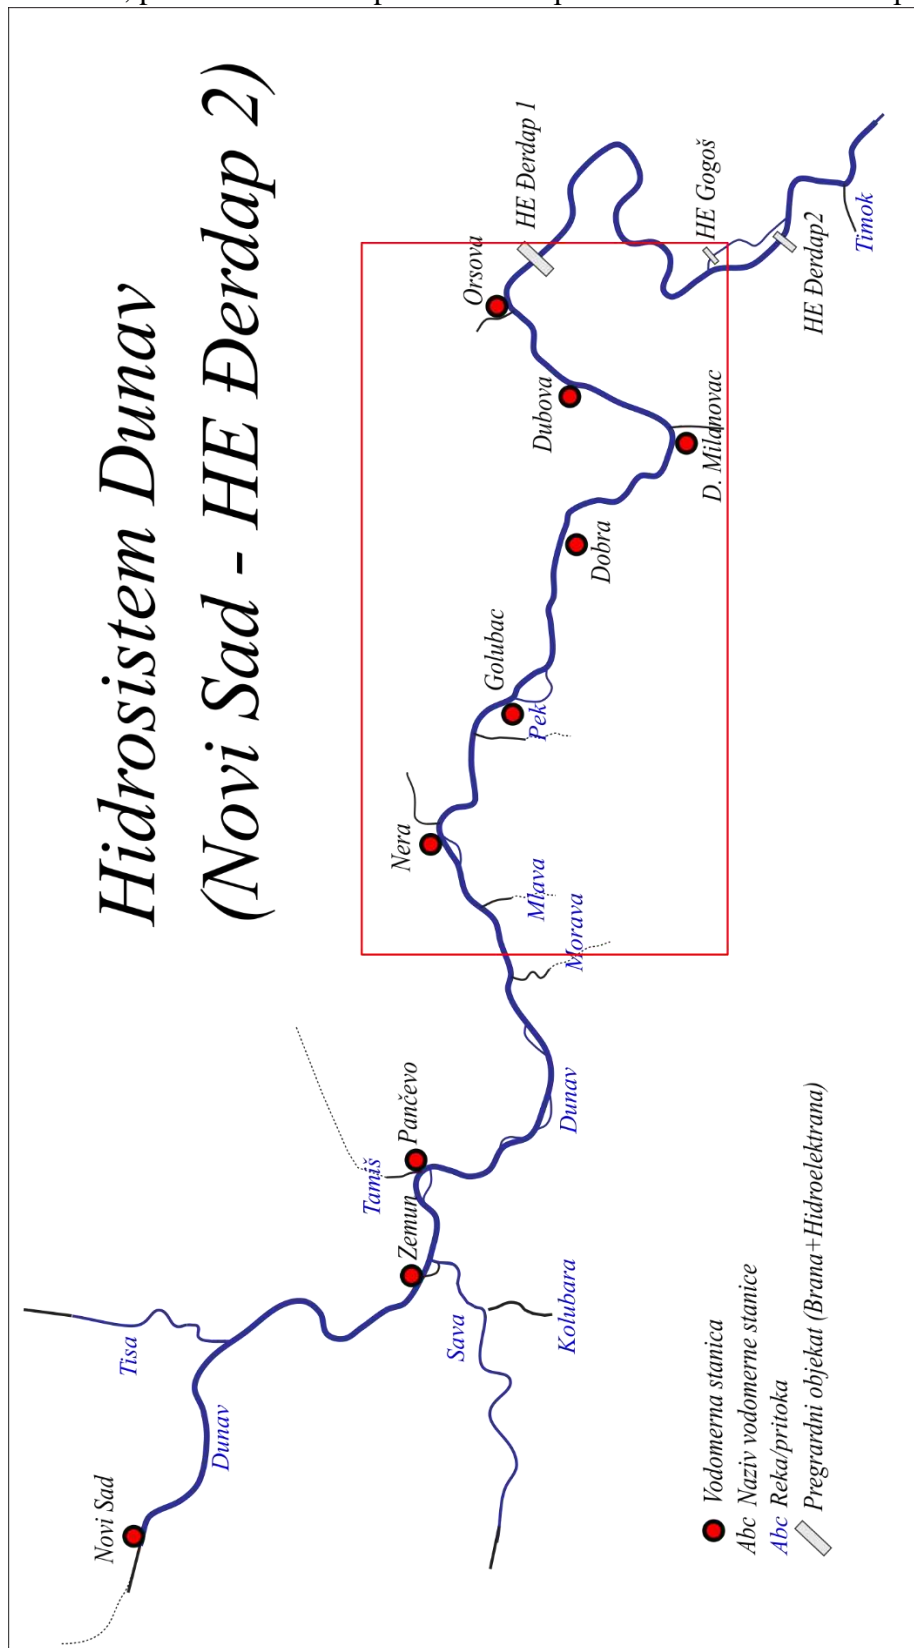 Hidrosistem Dunav
(Novi Sad - HE Đerdap 2)
Novi Sad
Dunav
Tisa
Zemun
Tamiš
Pančevo
Sava
Kolubara
Dunav
Morava
Mlava
Nera
Pek
Golubac
Dobra
D. Milanovac
Dubova
Orsova
HE Đerdap 1
HE Gogoš
HE Đerdap2
Timok
Vodomerna stanica
Abc Naziv vodomerne stanice
Abc Reka/pritoka
Pregrardni objekat (Brana+Hidroelektrana)